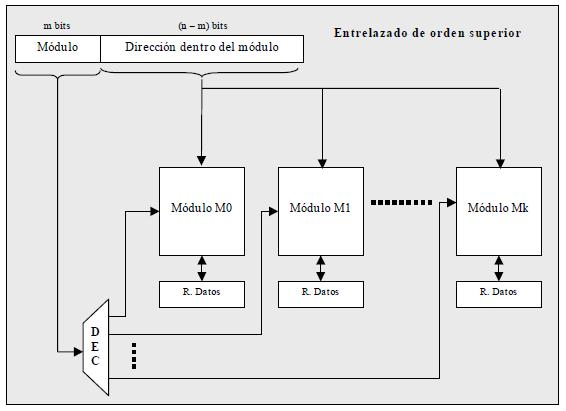 m bits
(n – m) bits
Módulo
Dirección dentro del módulo
Entrelazado de orden superior
Módulo M0
Módulo M1
Módulo Mk
R. Datos
R. Datos
R. Datos
D
E
C